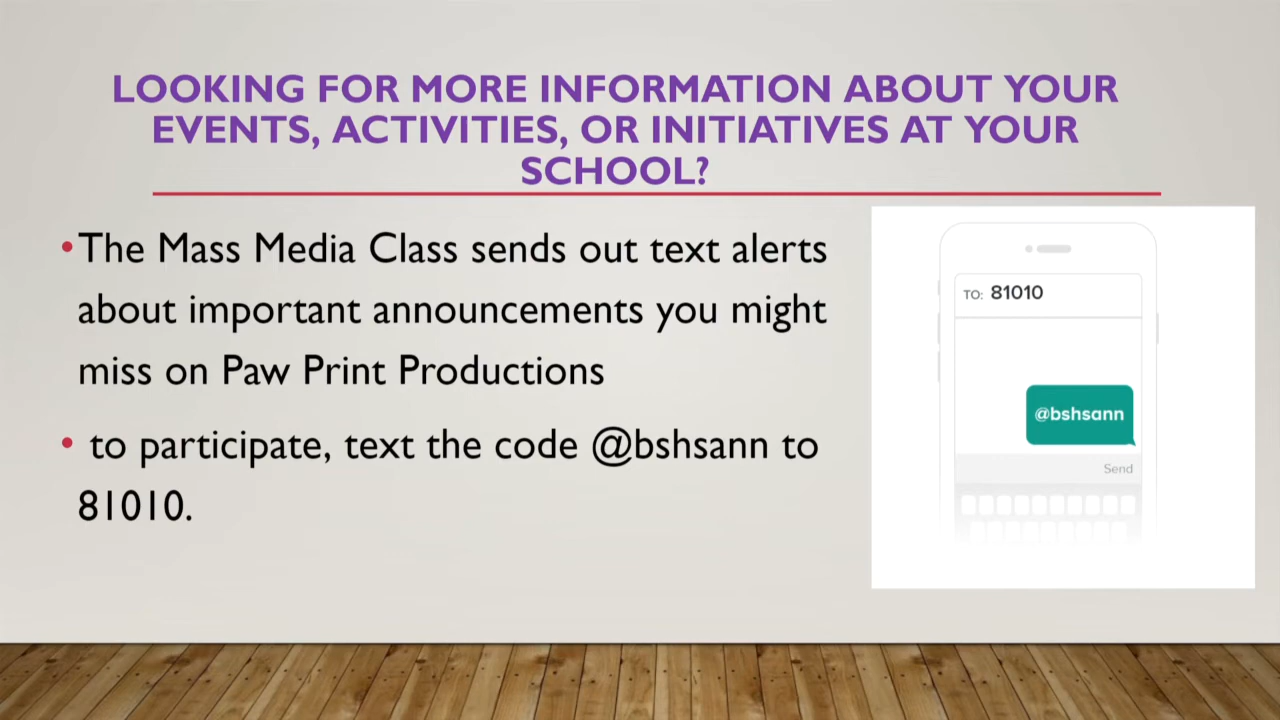 LOOKING FOR MORE INFORMATION ABOUT YOUR
EVENTS, ACTIVITIES, OR INITIATIVES AT YOUR
SCHOOL?
•The Mass Media Class sends out text alerts
about important announcements you might
miss on Paw Print Productions
• to participate, text the code @bshsann to
81010.
TO: 81010
@bshsann
Send